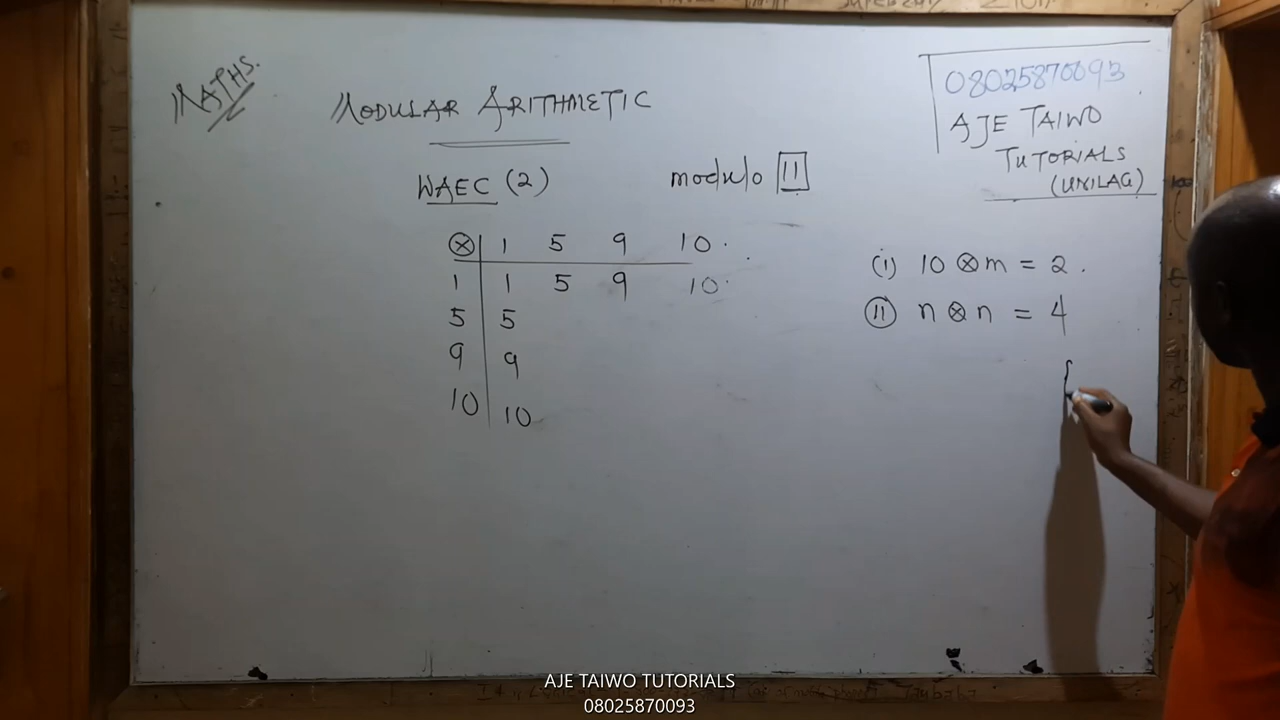 MATHS.
MODULAR ARITHMETIC
08025870093
AJE TAIWO
TUTORIALS
(UNILAG)
WAEC (2) modulo 11
⊗ 1 5 9 10.
1 1 5 9 10.
5 5
9 9
10 10
(i) 10 ⊗ m = 2.
(ii) n ⊗ n = 4
AJE TAIWO TUTORIALS
08025870093